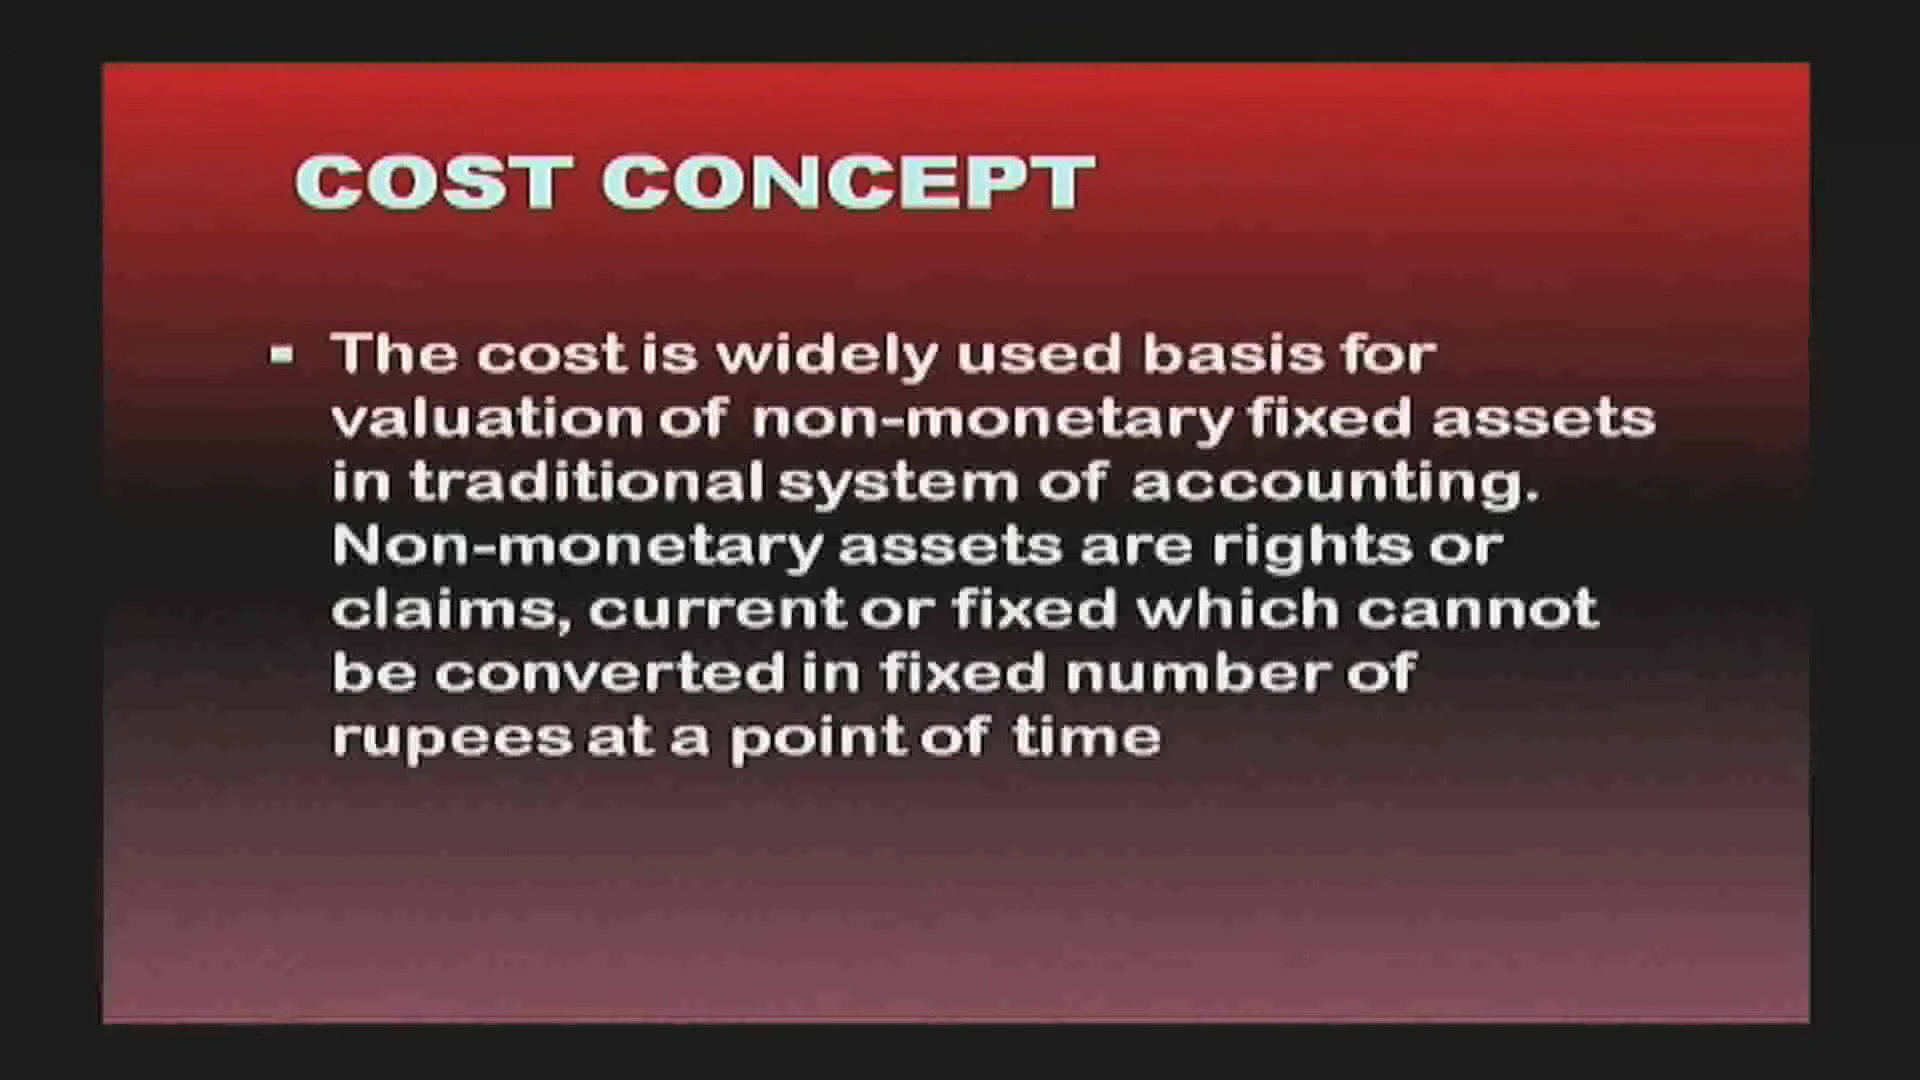 COST CONCEPT
▪ The cost is widely used basis for
valuation of non-monetary fixed assets
in traditional system of accounting.
Non-monetary assets are rights or
claims, current or fixed which cannot
be converted in fixed number of
rupees at a point of time